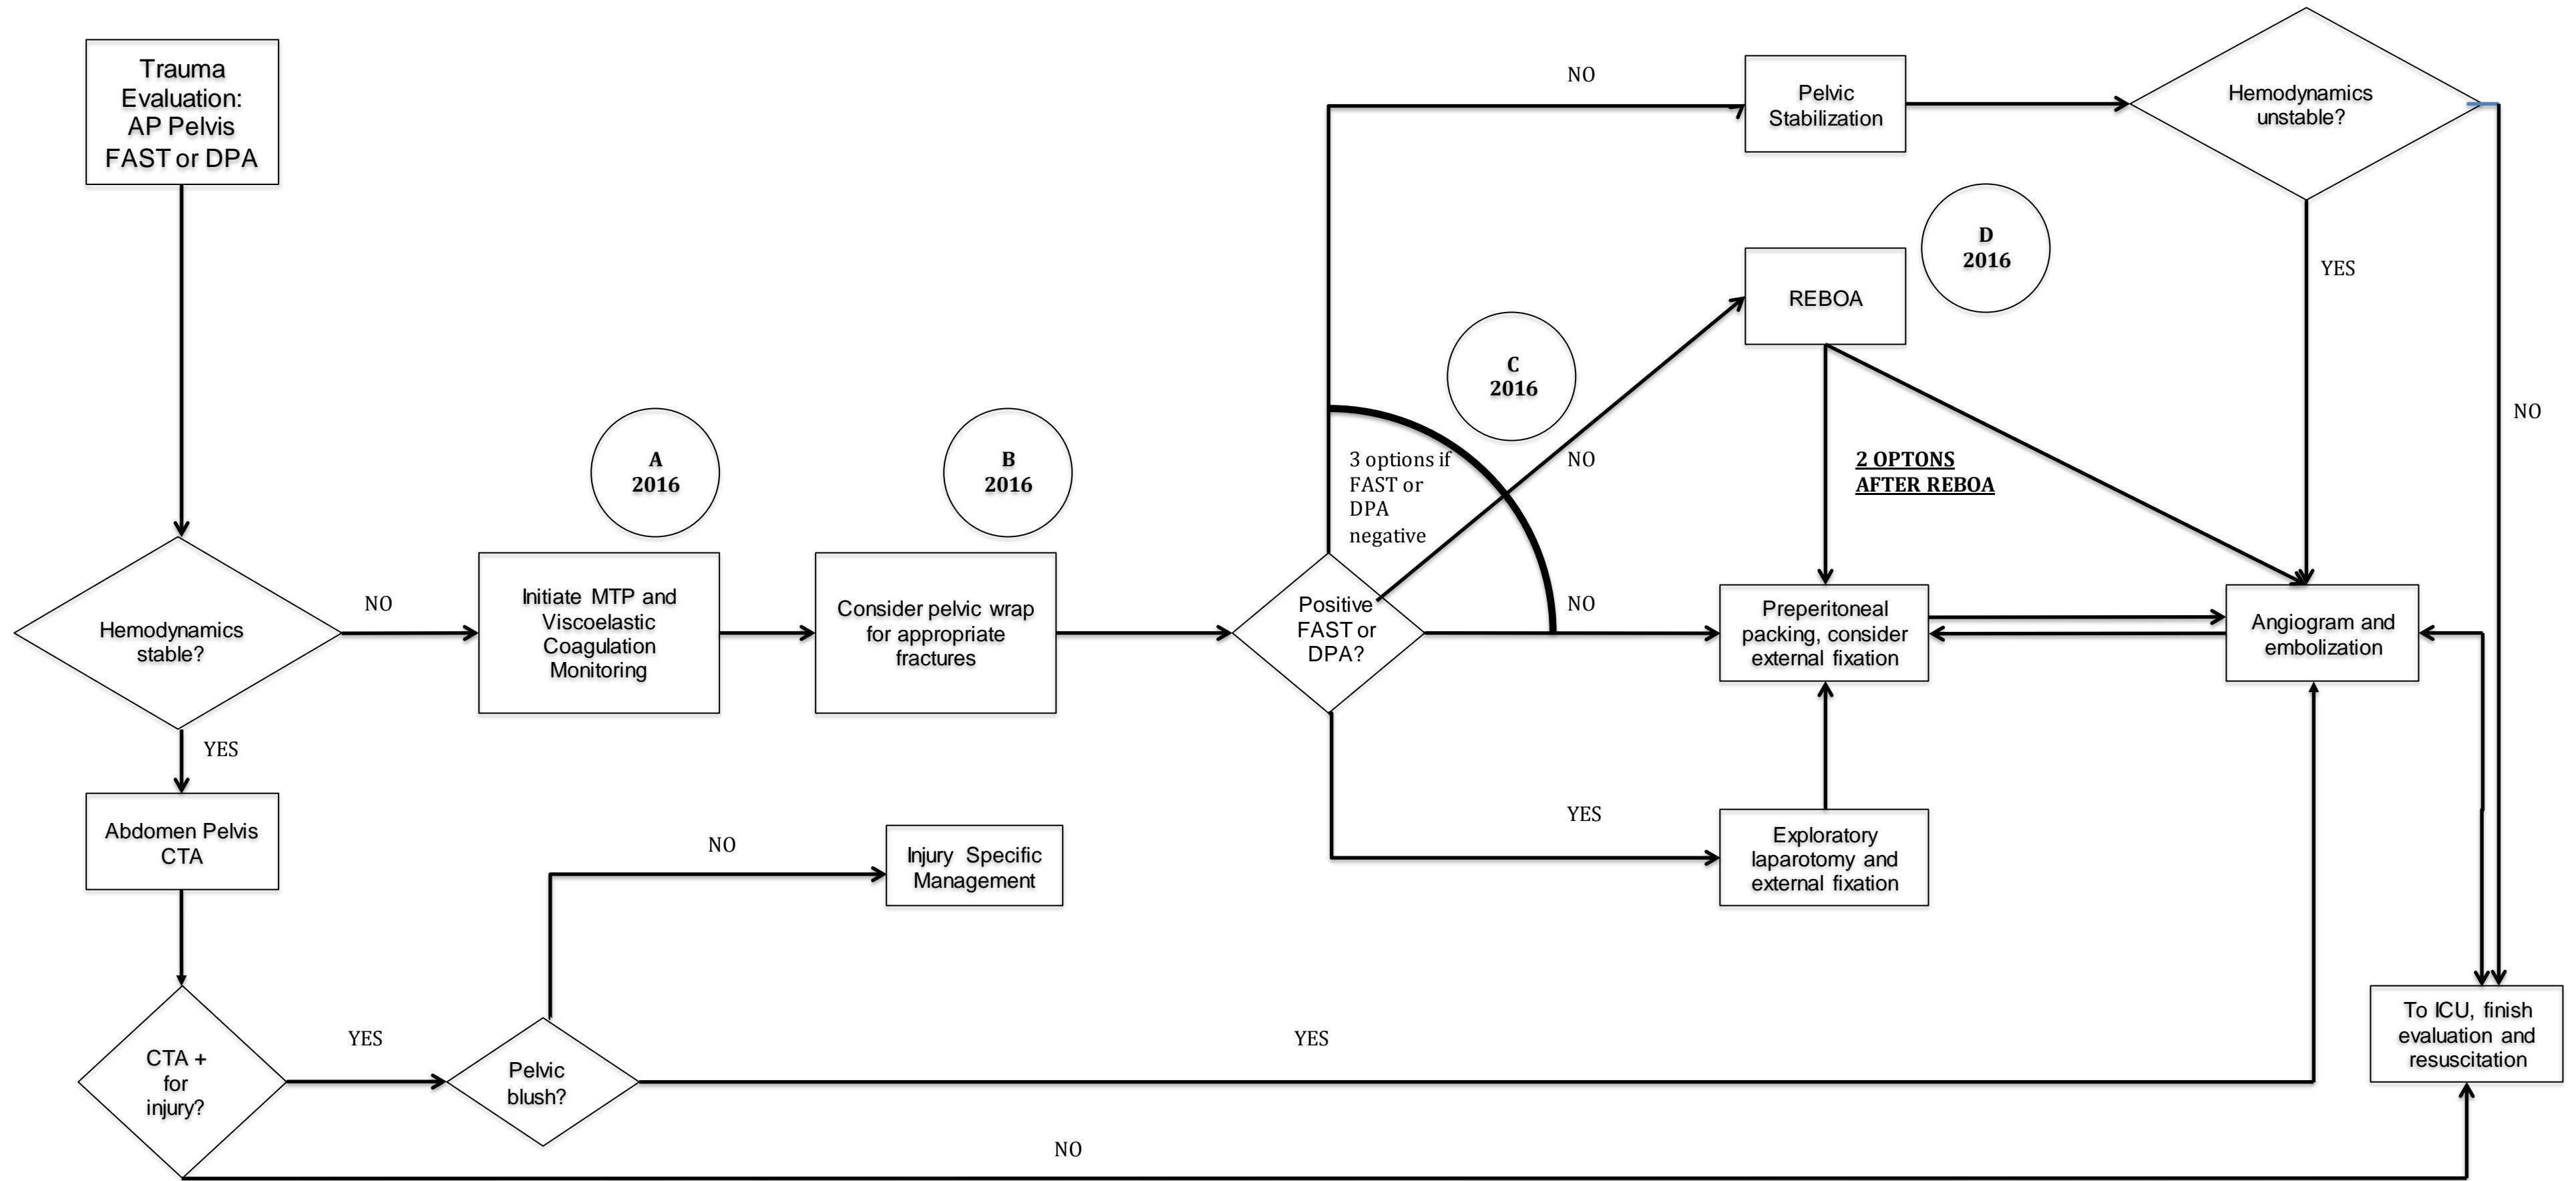 Trauma
Evaluation:
AP Pelvis
FAST or DPA
NO
Pelvic
Stabilization
Hemodynamics
unstable?
D
2016
YES
REBOA
C
2016
NO
A
2016
B
2016
3 options if
FAST or
DPA
negative
NO
2 OPTONS
AFTER REBOA
Hemodynamics
stable?
NO
Initiate MTP and
Viscoelastic
Coagulation
Monitoring
Consider pelvic wrap
for appropriate
fractures
Positive
FAST or
DPA?
NO
Preperitoneal
packing, consider
external fixation
Angiogram and
embolization
YES
Abdomen Pelvis
CTA
NO
Injury Specific
Management
YES
Exploratory
laparotomy and
external fixation
CTA +
for
injury?
YES
Pelvic
blush?
YES
To ICU, finish
evaluation and
resuscitation
NO